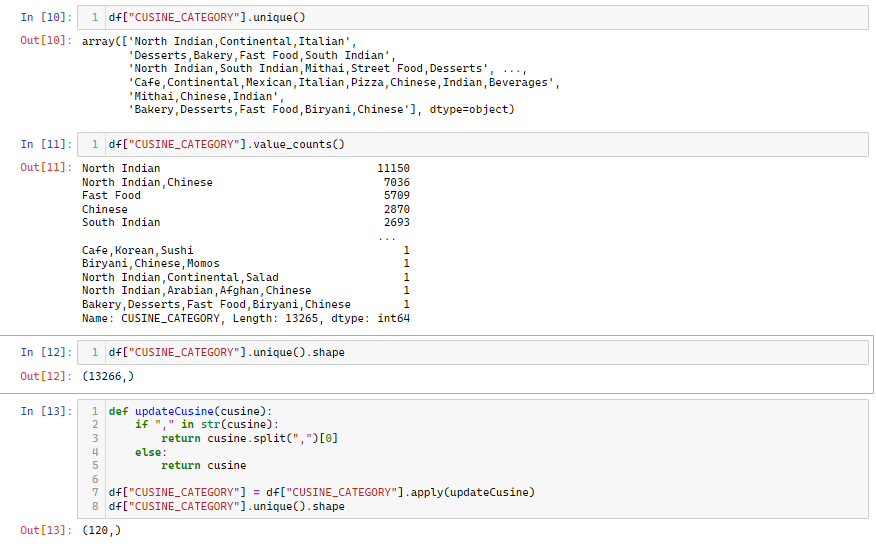 In [10]: 1 df["CUSINE_CATEGORY"].unique()
Out[10]: array(['North Indian,Continental,Italian',
'Desserts,Bakery,Fast Food,South Indian',
'North Indian,South Indian,Mithai,Street Food,Desserts', ...,
'Cafe,Continental,Mexican,Italian,Pizza,Chinese,Indian,Beverages',
'Mithai,Chinese,Indian',
'Bakery,Desserts,Fast Food,Biryani,Chinese'], dtype=object)
In [11]: 1 df["CUSINE_CATEGORY"].value_counts()
Out[11]: North Indian 11150
North Indian,Chinese 7036
Fast Food 5709
Chinese 2870
South Indian 2693
...
Cafe,Korean,Sushi 1
Biryani,Chinese,Momos 1
North Indian,Continental,Salad 1
North Indian,Arabian,Afghan,Chinese 1
Bakery,Desserts,Fast Food,Biryani,Chinese 1
Name: CUSINE_CATEGORY, Length: 13265, dtype: int64
In [12]: 1 df["CUSINE_CATEGORY"].unique().shape
Out[12]: (13266,)
In [13]: 1 def updateCusine(cusine):
2 if "," in str(cusine):
3 return cusine.split(",")[0]
4 else:
5 return cusine
6
7 df["CUSINE_CATEGORY"] = df["CUSINE_CATEGORY"].apply(updateCusine)
8 df["CUSINE_CATEGORY"].unique().shape
Out[13]: (120,)